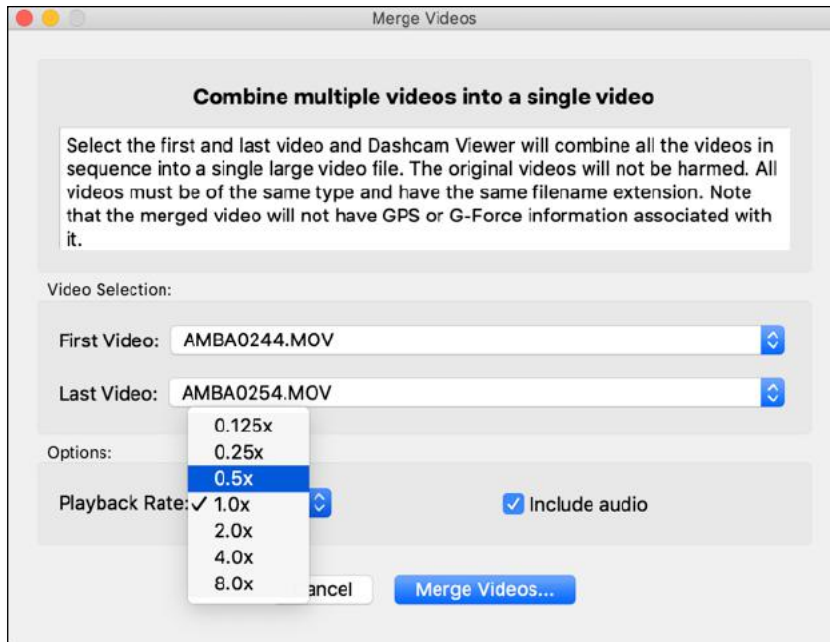 Merge Videos
Combine multiple videos into a single video
Select the first and last video and Dashcam Viewer will combine all the videos in
sequence into a single large video file. The original videos will not be harmed. All
videos must be of the same type and have the same filename extension. Note
that the merged video will not have GPS or G-Force information associated with
it.
Video Selection:
First Video: AMBA0244.MOV
Last Video: AMBA0254.MOV
0.125x
0.25x
Options:
0.5x
Playback Rate: ✓ 1.0x Include audio
2.0x
4.0x
8.0x
ancel Merge Videos...